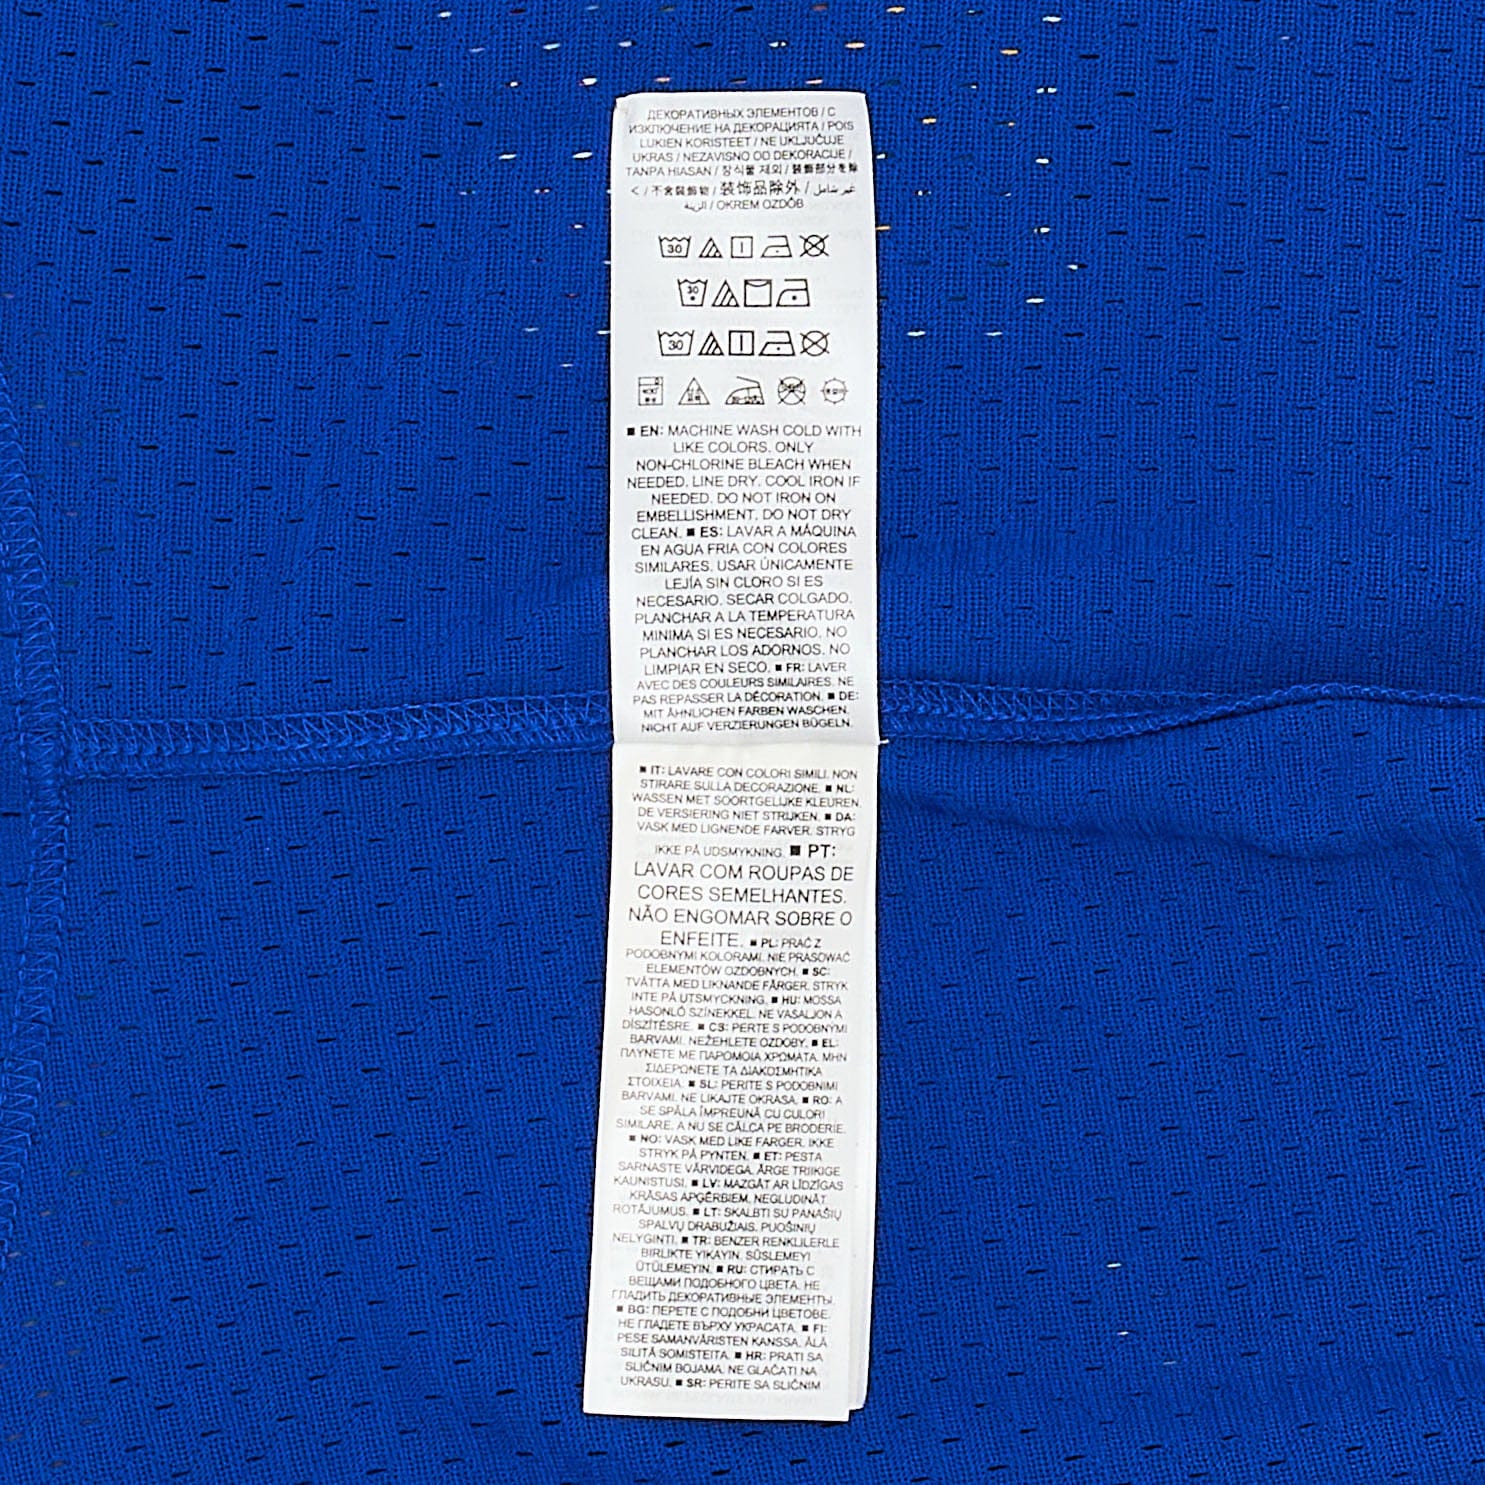 ДЕКОРАТИВНЫХ ЭЛЕМЕНТОВ / С
ИЗКЛЮЧЕНИЕ НА ДЕКОРАЦИЯТА / POIS
LUKIEN KORISTEET / NE UKLJUČUJE
UKRAS / NEZAVISNO OD DEKORACIJE /
TANPA HIASAN / 장식물 제외 / 装飾部分を除
く / 不含裝飾物 / 装饰品除外 / غير شامل
الزينة / OKREM OZDÔB
30
30
30
■ EN: MACHINE WASH COLD WITH
LIKE COLORS. ONLY
NON-CHLORINE BLEACH WHEN
NEEDED. LINE DRY. COOL IRON IF
NEEDED. DO NOT IRON ON
EMBELLISHMENT. DO NOT DRY
CLEAN. ■ ES: LAVAR A MÁQUINA
EN AGUA FRIA CON COLORES
SIMILARES. USAR ÚNICAMENTE
LEJÍA SIN CLORO SI ES
NECESARIO. SECAR COLGADO.
PLANCHAR A LA TEMPERATURA
MINIMA SI ES NECESARIO. NO
PLANCHAR LOS ADORNOS. NO
LIMPIAR EN SECO. ■ FR: LAVER
AVEC DES COULEURS SIMILAIRES. NE
PAS REPASSER LA DÉCORATION. ■ DE:
MIT ÄHNLICHEN FARBEN WASCHEN.
NICHT AUF VERZIERUNGEN BÜGELN.
■ IT: LAVARE CON COLORI SIMILI. NON
STIRARE SULLA DECORAZIONE. ■ NL:
WASSEN MET SOORTGELIJKE KLEUREN.
DE VERSIERING NIET STRIJKEN. ■ DA:
VASK MED LIGNENDE FARVER. STRYG
IKKE PÅ UDSMYKNING. ■ PT:
LAVAR COM ROUPAS DE
CORES SEMELHANTES.
NÃO ENGOMAR SOBRE O
ENFEITE. ■ PL: PRAĆ Z
PODOBNYMI KOLORAMI. NIE PRASOWAĆ
ELEMENTÓW OZDOBNYCH. ■ SC:
TVÄTTA MED LIKNANDE FÄRGER. STRYK
INTE PÅ UTSMYCKNING. ■ HU: MOSSA
HASONLÓ SZÍNEKKEL. NE VASALJON A
DÍSZÍTÉSRE. ■ CS: PERTE S PODOBNÝMI
BARVAMI. NEŽEHLETE OZDOBY. ■ EL:
ΠΛΥΝΕΤΕ ΜΕ ΠΑΡΟΜΟΙΑ ΧΡΩΜΑΤΑ. ΜΗΝ
ΣΙΔΕΡΩΝΕΤΕ ΤΑ ΔΙΑΚΟΣΜΗΤΙΚΑ
ΣΤΟΙΧΕΙΑ. ■ SL: PERITE S PODOBNIMI
BARVAMI. NE LIKAJTE OKRASA. ■ RO: A
SE SPĂLA ÎMPREUNĂ CU CULORI
SIMILARE. A NU SE CĂLCA PE BRODERIE.
■ NO: VASK MED LIKE FARGER. IKKE
STRYK PÅ PYNTEN. ■ ET: PESTA
SARNASTE VÄRVIDEGA. ÄRGE TRIIKIGE
KAUNISTUSI. ■ LV: MAZGĀT AR LĪDZĪGAS
KRĀSAS APĢĒRBIEM. NEGLUDINĀT
ROTĀJUMUS. ■ LT: SKALBTI SU PANAŠIŲ
SPALVŲ DRABUŽIAIS. PUOŠINIŲ
NELYGINTI. ■ TR: BENZER RENKLILERLE
BIRLIKTE YIKAYIN. SÜSLEMEYI
ÜTÜLEMEYIN. ■ RU: СТИРАТЬ С
ВЕЩАМИ ПОДОБНОГО ЦВЕТА. НЕ
ГЛАДИТЬ ДЕКОРАТИВНЫЕ ЭЛЕМЕНТЫ.
■ BG: ПЕРЕТЕ С ПОДОБНИ ЦВЕТОВЕ.
НЕ ГЛАДЕТЕ ВЪРХУ УКРАСАТА. ■ FI:
PESE SAMANVÄRISTEN KANSSA. ÄLÄ
SILITÄ SOMISTEITA. ■ HR: PRATI SA
SLIČNIM BOJAMA. NE GLAČATI NA
UKRASU. ■ SR: PERITE SA SLIČNIM